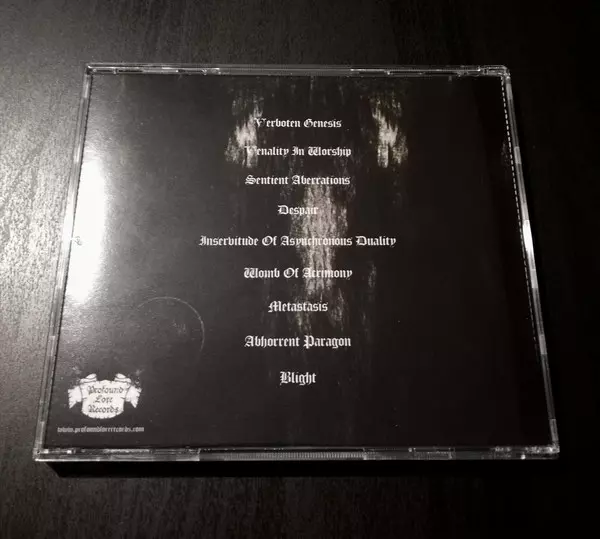 Verboten Genesis
Venality In Worship
Sentient Aberrations
Despair
Inservitude Of Asynchronous Duality
Womb Of Acrimony
Metastasis
Abhorrent Paragon
Blight
Profound
Lore
Records
www.profoundlorerecords.com